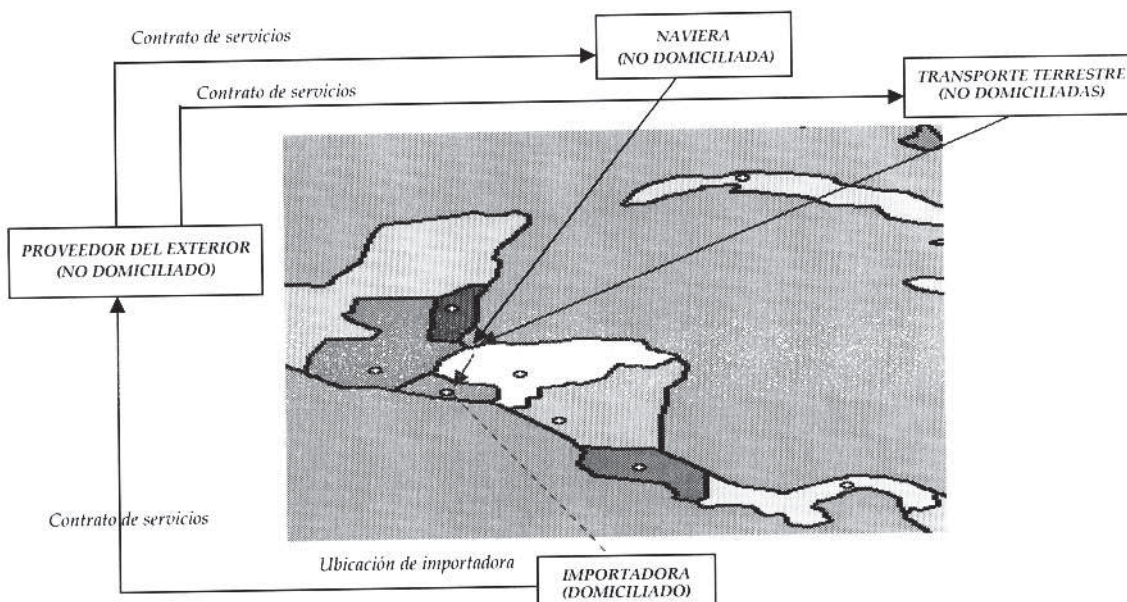 Contrato de servicios
NAVIERA
(NO DOMICILIADA)
Contrato de servicios
TRANSPORTE TERRESTRE
(NO DOMICILIADAS)
PROVEEDOR DEL EXTERIOR
(NO DOMICILIADO)
Contrato de servicios
Ubicación de importadora
IMPORTADORA
(DOMICILIADO)